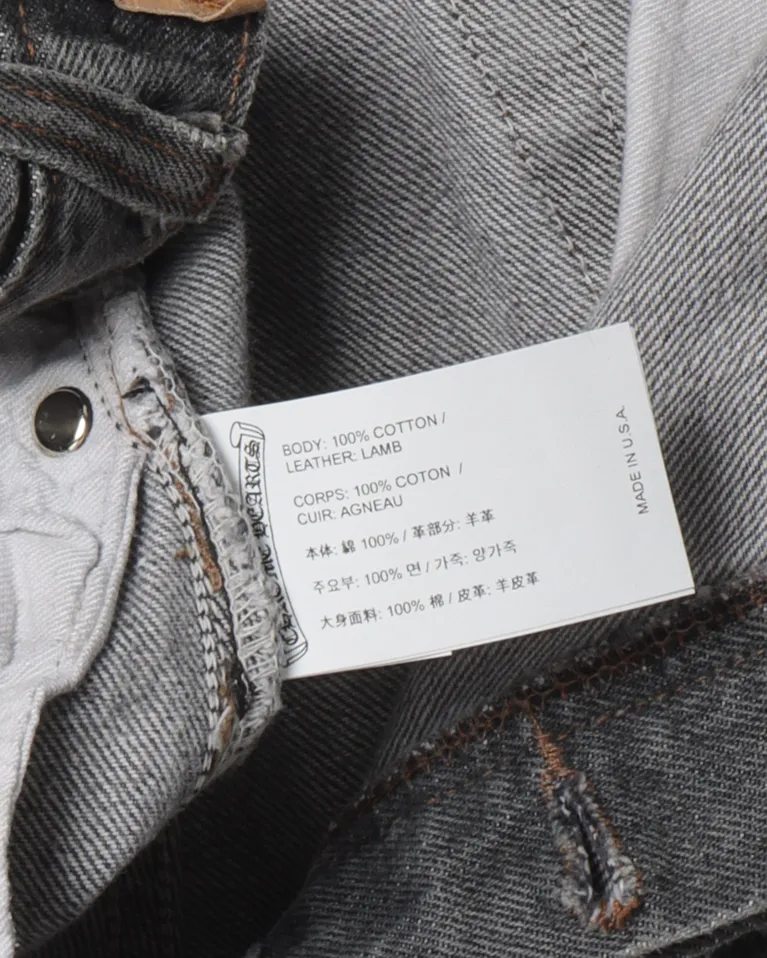 CHROME HEARTS
BODY: 100% COTTON /
LEATHER: LAMB
CORPS: 100% COTON /
CUIR: AGNEAU
本体: 綿 100% / 革部分: 羊革
주요부: 100% 면 / 가죽: 양가죽
大身面料: 100% 棉 / 皮革: 羊皮革
MADE IN U.S.A.